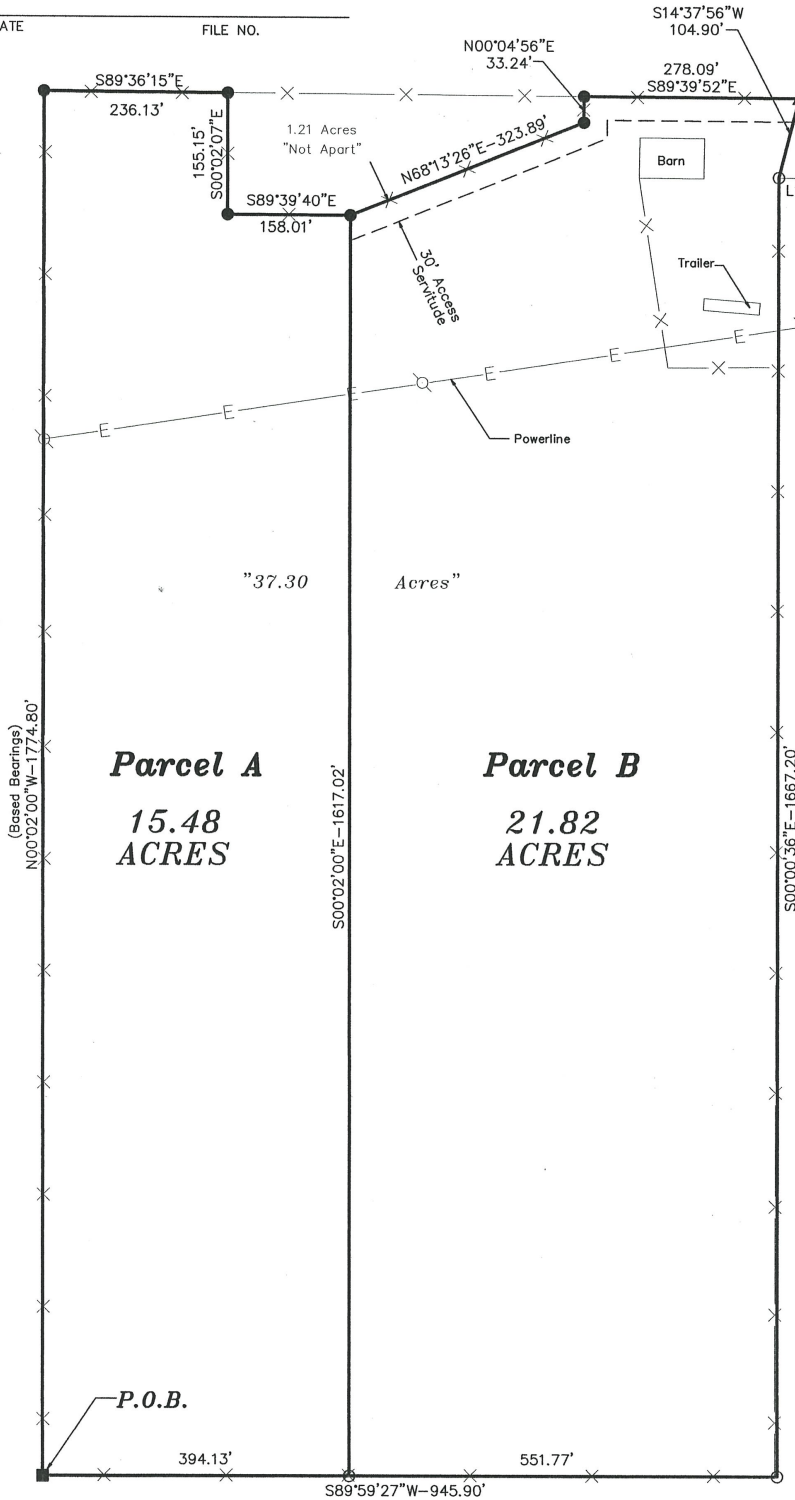 ATE
FILE NO.
S14°37'56"W
104.90'
N00°04'56"E
33.24'
278.09'
S89°39'52"E
S89°36'15"E
236.13'
1.21 Acres
"Not Apart"
155.15'
S00°02'07"E
N68°13'26"E-323.89'
Barn
L
S89°39'40"E
158.01'
30' Access
Servitude
Trailer
E E E E E E
Powerline
"37.30 Acres"
(Based Bearings)
N00°02'00"W-1774.80'
Parcel A
15.48
ACRES
S00°02'00"E-1617.02'
Parcel B
21.82
ACRES
S00°00'36"E-1667.20'
P.O.B.
394.13'
551.77'
S89°59'27"W-945.90'